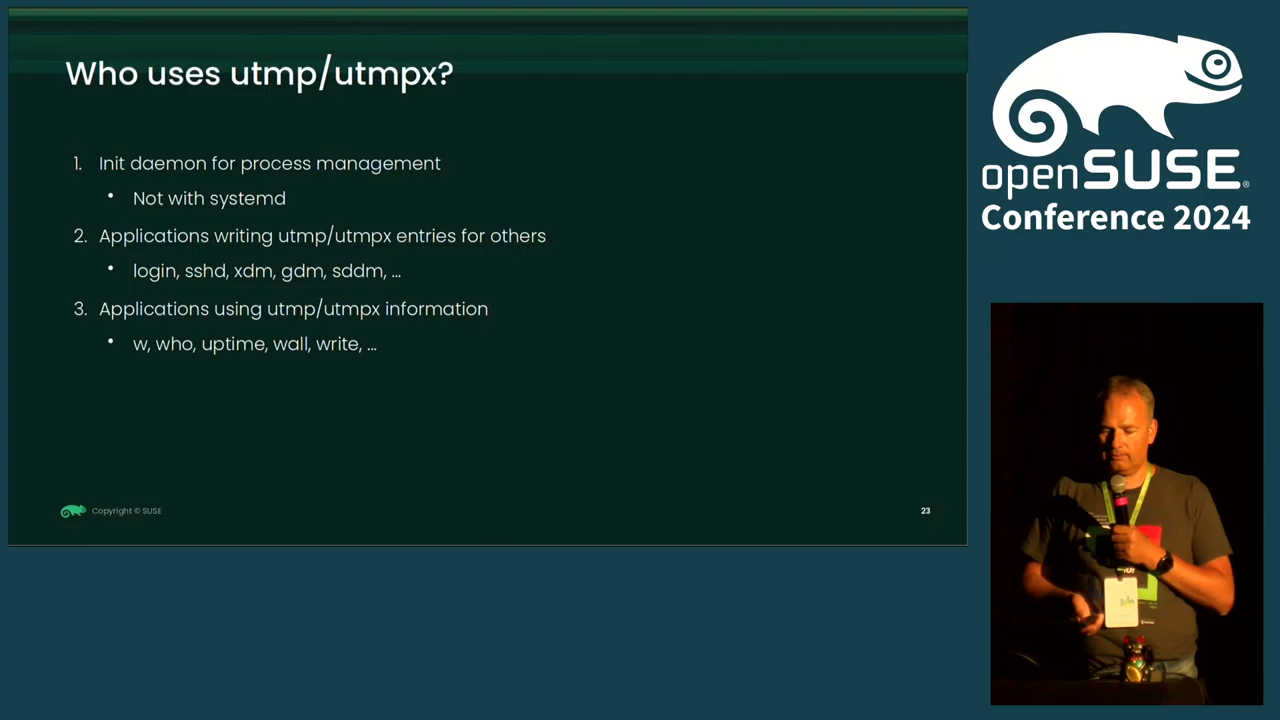 Who uses utmp/utmpx?
1. Init daemon for process management
• Not with systemd
2. Applications writing utmp/utmpx entries for others
• login, sshd, xdm, gdm, sddm, ...
3. Applications using utmp/utmpx information
• w, who, uptime, wall, write, ...
Copyright © SUSE
23
openSUSE®
Conference 2024